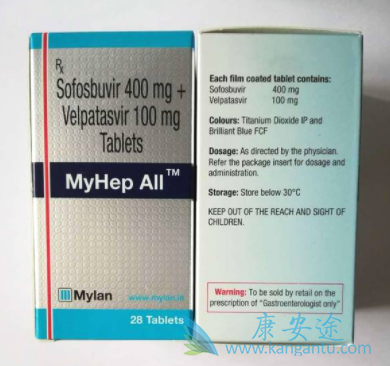 Rx
Sofosbuvir 400 mg +
Velpatasvir 100 mg
Tablets
MyHep All™
Mylan www.mylan.in
28 Tablets
Each film coated tablet contains:
Sofosbuvir 400 mg
Velpatasvir 100 mg
Colours: Titanium Dioxide IP and
Brilliant Blue FCF
Dosage: As directed by the physician.
Refer the package insert for dosage and
administration.
Storage: Store below 30°C
KEEP OUT OF THE REACH AND SIGHT OF
CHILDREN.
Warning: To be sold by retail on the
prescription of "Gastroenterologist only"
康安途
www.kangantu.com